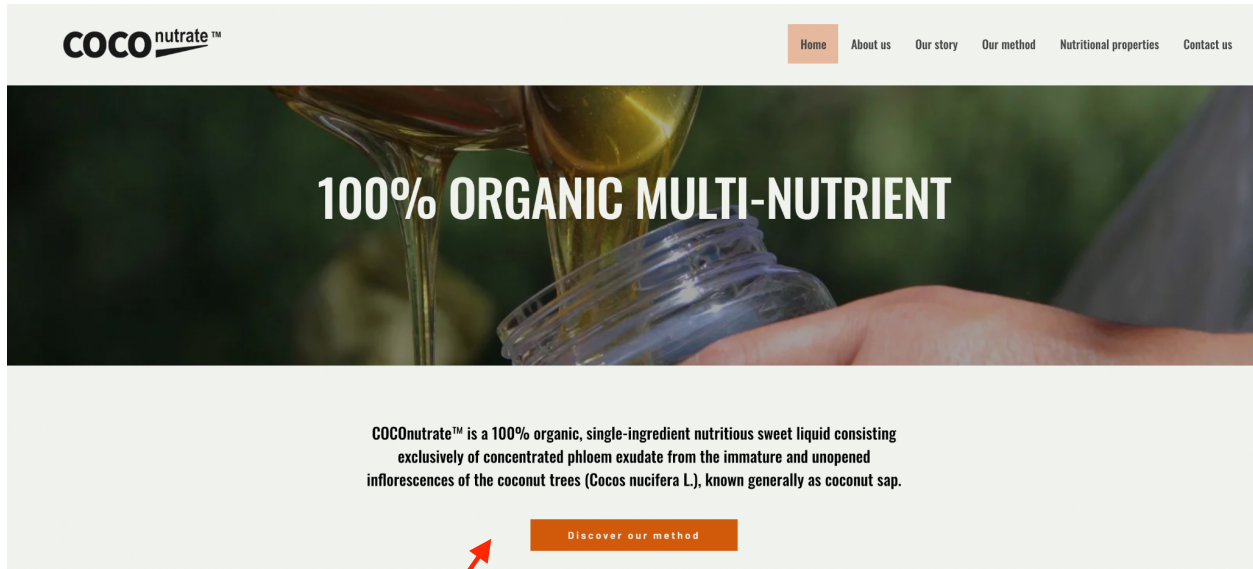 COCO nutrate ™
Home About us Our story Our method Nutritional properties Contact us
100% ORGANIC MULTI-NUTRIENT
COCOnutrate™ is a 100% organic, single-ingredient nutritious sweet liquid consisting
exclusively of concentrated phloem exudate from the immature and unopened
inflorescences of the coconut trees (Cocos nucifera L.), known generally as coconut sap.
Discover our method